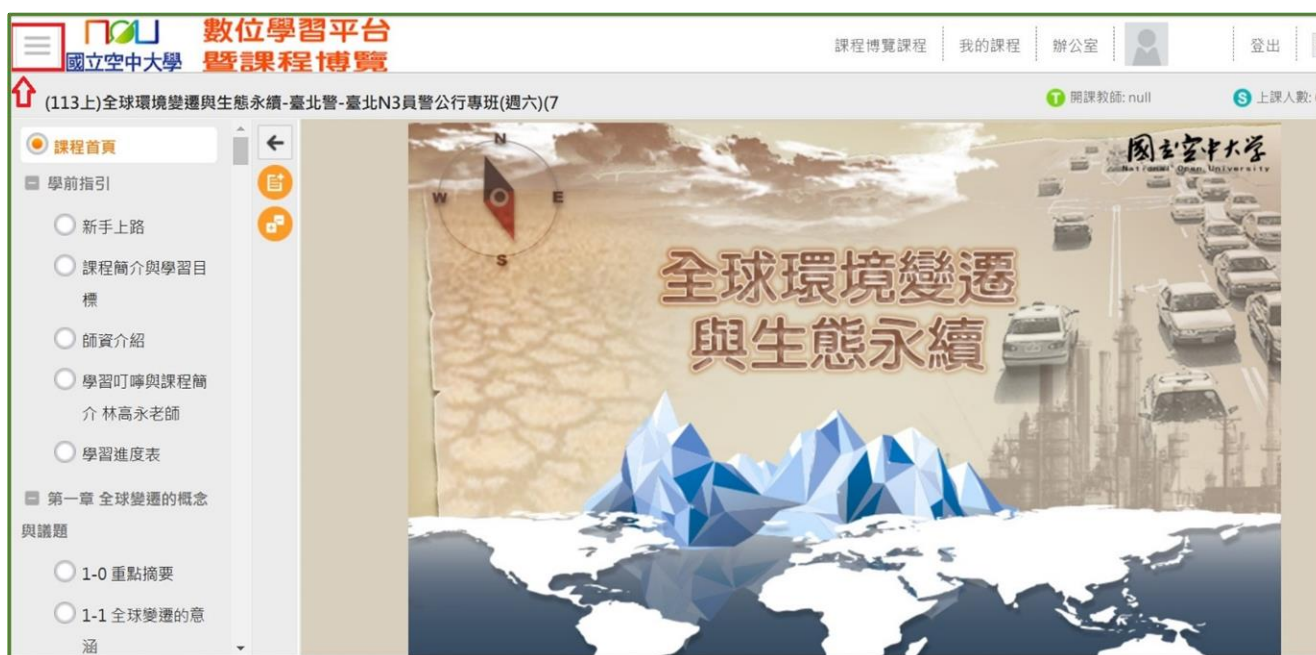 nou
國立空中大學
數位學習平台
暨課程博覽
課程博覽課程
我的課程
辦公室
登出
(113上)全球環境變遷與生態永續-臺北警-臺北N3員警公行專班(週六)(7
T 開課教師: null
S 上課人數:
課程首頁
學前指引
新手上路
課程簡介與學習目
標
師資介紹
學習叮嚀與課程簡
介 林高永老師
學習進度表
第一章 全球變遷的概念
與議題
1-0 重點摘要
1-1 全球變遷的意
涵
N
W
E
S
國立空中大学
National Open University
全球環境變遷
與生態永續